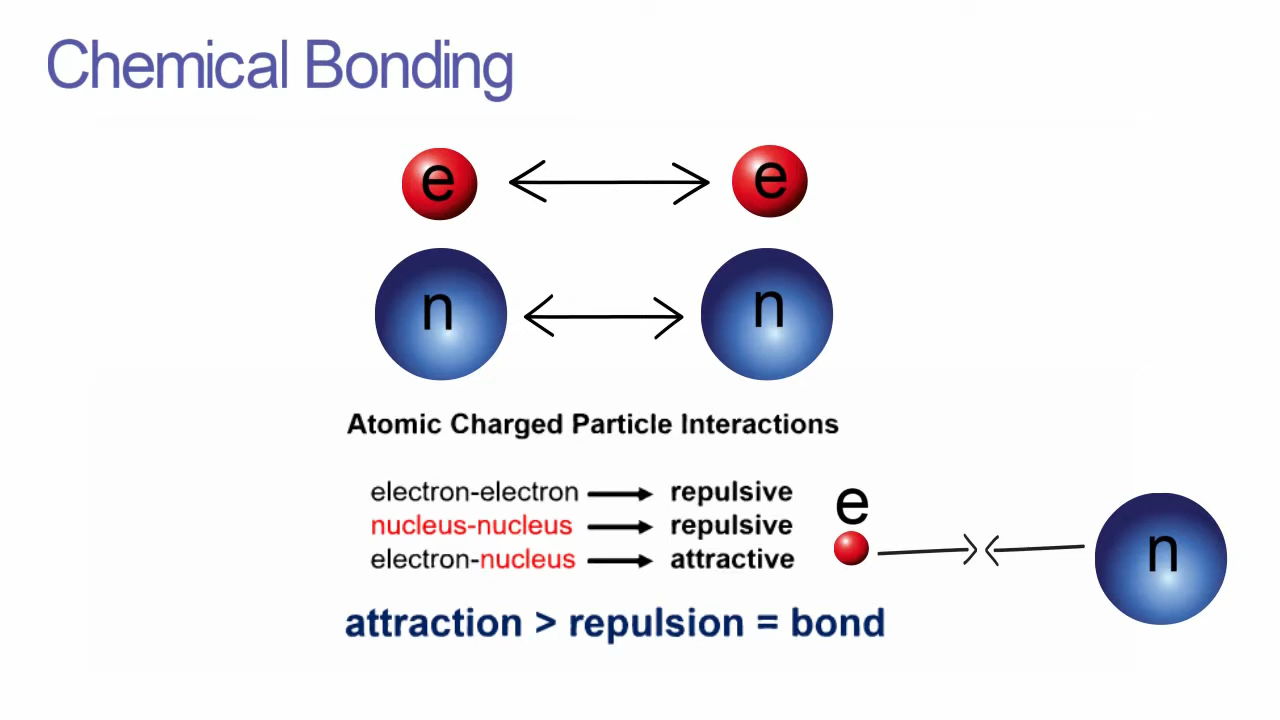 Chemical Bonding
e e
n n
Atomic Charged Particle Interactions
electron-electron repulsive
nucleus-nucleus repulsive
electron-nucleus attractive
e
n
attraction > repulsion = bond